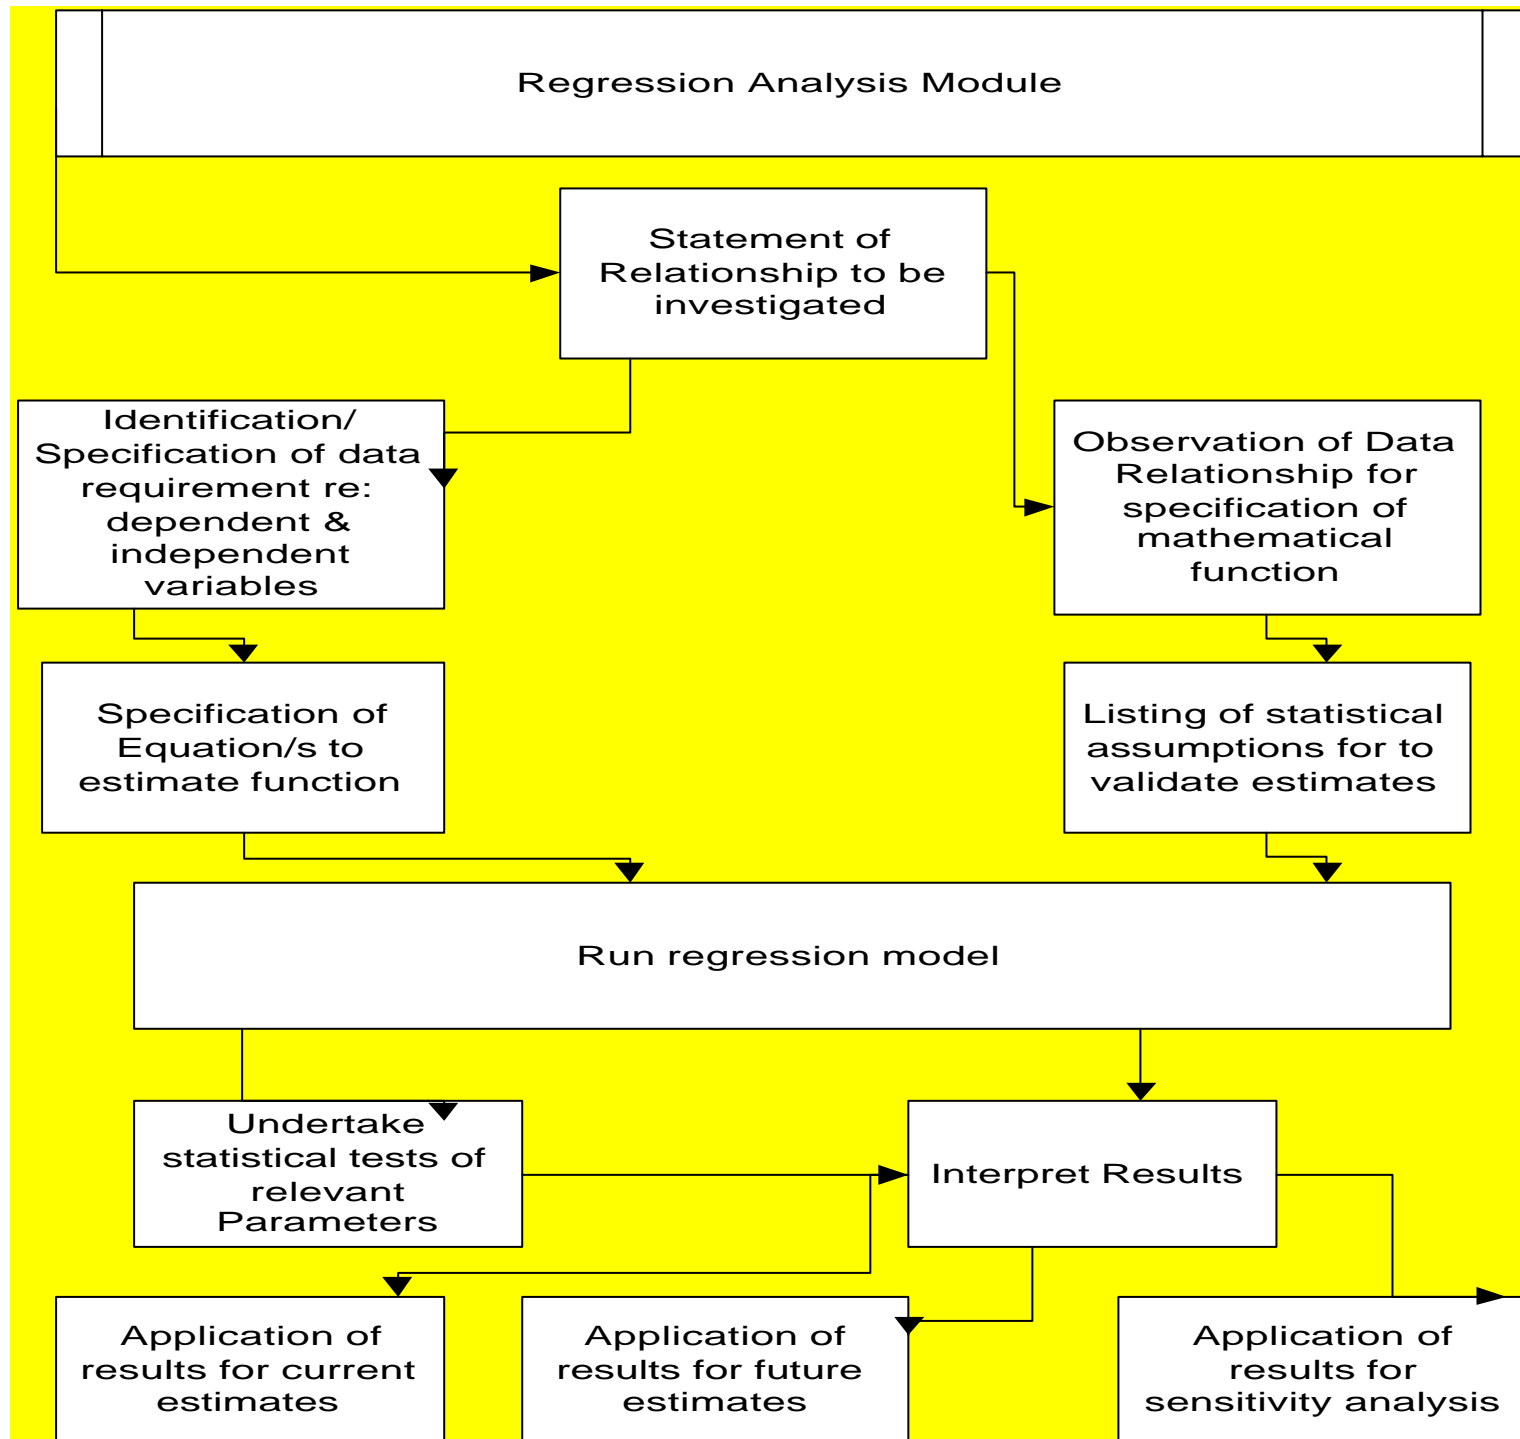 Regression Analysis Module
Statement of
Relationship to be
investigated
Identification/
Specification of data
requirement re:
dependent &
independent
variables
Observation of Data
Relationship for
specification of
mathematical
function
Specification of
Equation/s to
estimate function
Listing of statistical
assumptions for to
validate estimates
Run regression model
Undertake
statistical tests of
relevant
Parameters
Interpret Results
Application of
results for current
estimates
Application of
results for future
estimates
Application of
results for
sensitivity analysis